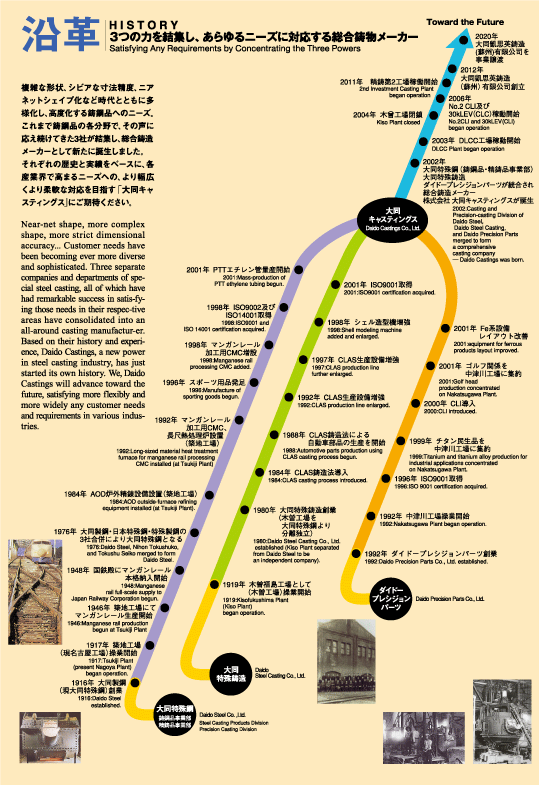 沿革
HISTORY
3つの力を結集し、あらゆるニーズに対応する総合鋳物メーカー
Satisfying Any Requirements by Concentrating the Three Powers
複雑な形状、シビアな寸法精度、ニア
ネットシェイプ化など時代とともに多
様化し、高度化する鋳鋼品へのニーズ。
これまで鋳鋼品の各分野で、その声に
応え続けてきた3社が結集し、総合鋳造
メーカーとして新たに誕生しました。
それぞれの歴史と実績をベースに、各
産業界で高まるニーズへの、より幅広
くより柔軟な対応を目指す「大同キャ
スティングス」にご期待ください。
Near-net shape, more complex
shape, more strict dimensional
accuracy... Customer needs have
been becoming ever more diverse
and sophisticated. Three separate
companies and departments of spe-
cial steel casting, all of which have
had remarkable success in satis-fy-
ing those needs in their respec-tive
areas have consolidated into an
all-around casting manufactur-er.
Based on their history and experi-
ence, Daido Castings, a new power
in steel casting industry, has just
started its own history. We, Daido
Castings will advance toward the
future, satisfying more flexibly and
more widely any customer needs
and requirements in various indus-
tries.
Toward the Future
2020年
大同凱思英鋳造
(蘇州)有限公司を
事業譲渡
2012年
大同凱思英鋳造
(蘇州)有限公司創立
2011年 精鋳第2工場稼働開始
2nd Investment Casting Plant
began operation
2006年
No.2 CLI及び
30kLEV(CLC)稼動開始
No.2CLI and 30kLEV(CLI)
began operation
2004年 木曽工場閉鎖
Kiso Plant closed
2003年 DLCC工場稼動開始
DLCC Plant began operation
2002年
大同特殊鋼(鋳鋼品・精鋳品事業部)
大同特殊鋳造
ダイドープレシジョンパーツが統合され
総合鋳造メーカー
株式会社 大同キャスティングスが誕生
2002:Casting and
Precision-casting Division of
Daido Steel,
Daido Steel Casting,
and Daido Precision Parts
merged to form
a comprehensive
casting company
— Daido Castings was born.
大同
キャスティングス
Daido Castings Co., Ltd.
2001年 PTTエチレン管量産開始
2001:Mass-production of
PTT ethylene tubing begun.
1998年 ISO9002及び
ISO14001取得
1998:ISO9001 and
ISO 14001 certification acquired.
1998年 マンガンレール
加工用CMC増設
1998:Manganese rail
processing CMC added.
1996年 スポーツ用品発足
1996:Manufacture of
sporting goods begun.
1992年 マンガンレール
加工用CMC、
長尺熱処理炉設置
(築地工場)
1992:Long-sized material heat treatment
furnace for manganese rail processing
CMC installed (at Tsukiji Plant)
1984年 AOD炉外精錬設備設置(築地工場)
1984:AOD outside-furnace refining
equipment installed (at Tsukiji Plant).
1976年 大同製鋼・日本特殊鋼・特殊製鋼の
3社合併により大同特殊鋼となる
1976:Daido Steel, Nihon Tokushuko,
and Tokushu Seiko merged to form
Daido Steel.
1948年 国鉄殿にマンガンレール
本格納入開始
1948:Manganese
rail full-scale supply to
Japan Railway Corporation begun.
1946年 築地工場にて
マンガンレール生産開始
1946:Manganese rail production
begun at Tsukiji Plant
1917年 築地工場
(現名古屋工場)操業開始
1917:Tsukiji Plant
(present Nagoya Plant)
began operation.
1916年 大同製鋼
(現大同特殊鋼)創業
1916:Daido Steel
established.
大同特殊鋼
鋳鋼品事業部
精鋳品事業部
Daido Steel Co., Ltd.
Steel Casting Products Division
Precision Casting Division
2001年 ISO9001取得
2001:ISO9001 certification acquired.
1998年 シェル造型機増強
1998:Shell modeling machine
added and enlarged.
1997年 CLAS生産設備増強
1997:CLAS production line
further enlarged.
1992年 CLAS生産設備増強
1992:CLAS production line enlarged.
1988年 CLAS鋳造法による
自動車部品の生産を開始
1988:Automotive parts production using
CLAS casting process begun.
1984年 CLAS鋳造法導入
1984:CLAS casting process introduced.
1980年 大同特殊鋳造創業
(木曽工場を
大同特殊鋼より
分離独立)
1980:Daido Steel Casting Co., Ltd.
established (Kiso Plant separated
from Daido Steel to be
an independent company).
1919年 木曽福島工場として
(木曽工場)操業開始
1919:Kisofukushima Plant
(Kiso Plant)
began operation.
大同
特殊鋳造
Daido
Steel Casting Co., Ltd.
2001年 Fe系設備
レイアウト改善
2001:equipment for ferrous
products layout improved.
2001年 ゴルフ関係を
中津川工場に集約
2001:Golf head
production concentrated
on Nakatsugawa Plant.
2000年 CLI導入
2000:CLI introduced.
1999年 チタン民生品を
中津川工場に集約
1999:Titanium and titanium alloy production for
industrial applications concentrated
on Nakatsugawa Plant.
1996年 ISO9001取得
1996:ISO 9001 certification acquired.
1992年 中津川工場操業開始
1992:Nakatsugawa Plant began operation.
1992年 ダイドープレシジョンパーツ創業
1992:Daido Precision Parts Co., Ltd. established.
ダイドー
プレシジョン
パーツ
Daido Precision Parts Co., Ltd.